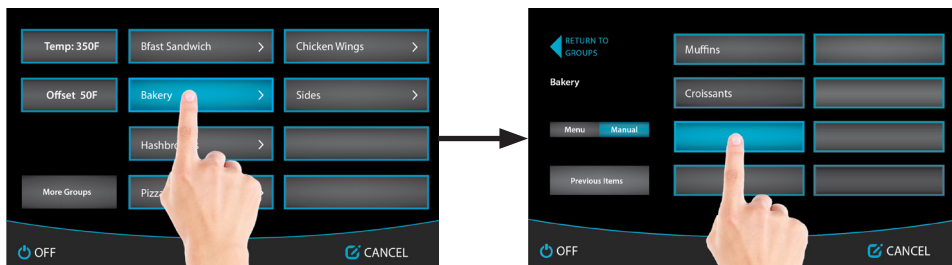 Temp: 350F
Bfast Sandwich
Chicken Wings
Offset 50F
Bakery
Sides
More Groups
OFF
CANCEL
RETURN TO
GROUPS
Muffins
Bakery
Croissants
Menu
Manual
Previous Items
OFF
CANCEL